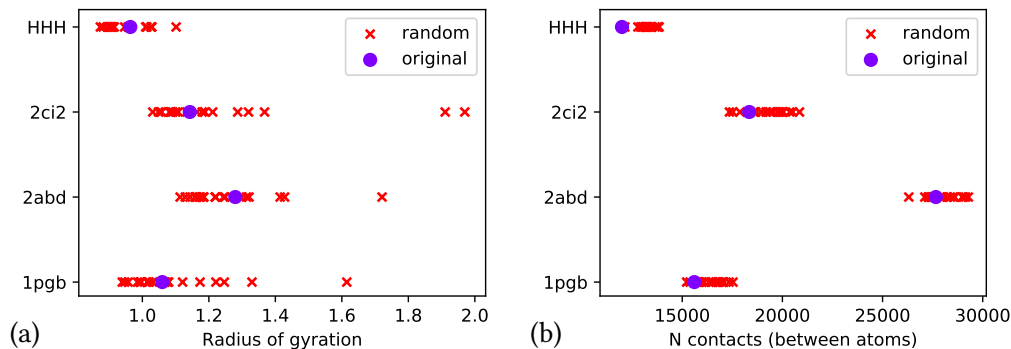 HHH
2ci2
2abd
1pgb
random
original
1.0 1.2 1.4 1.6 1.8 2.0
(a) Radius of gyration
HHH
2ci2
2abd
1pgb
random
original
15000 20000 25000 30000
(b) N contacts (between atoms)